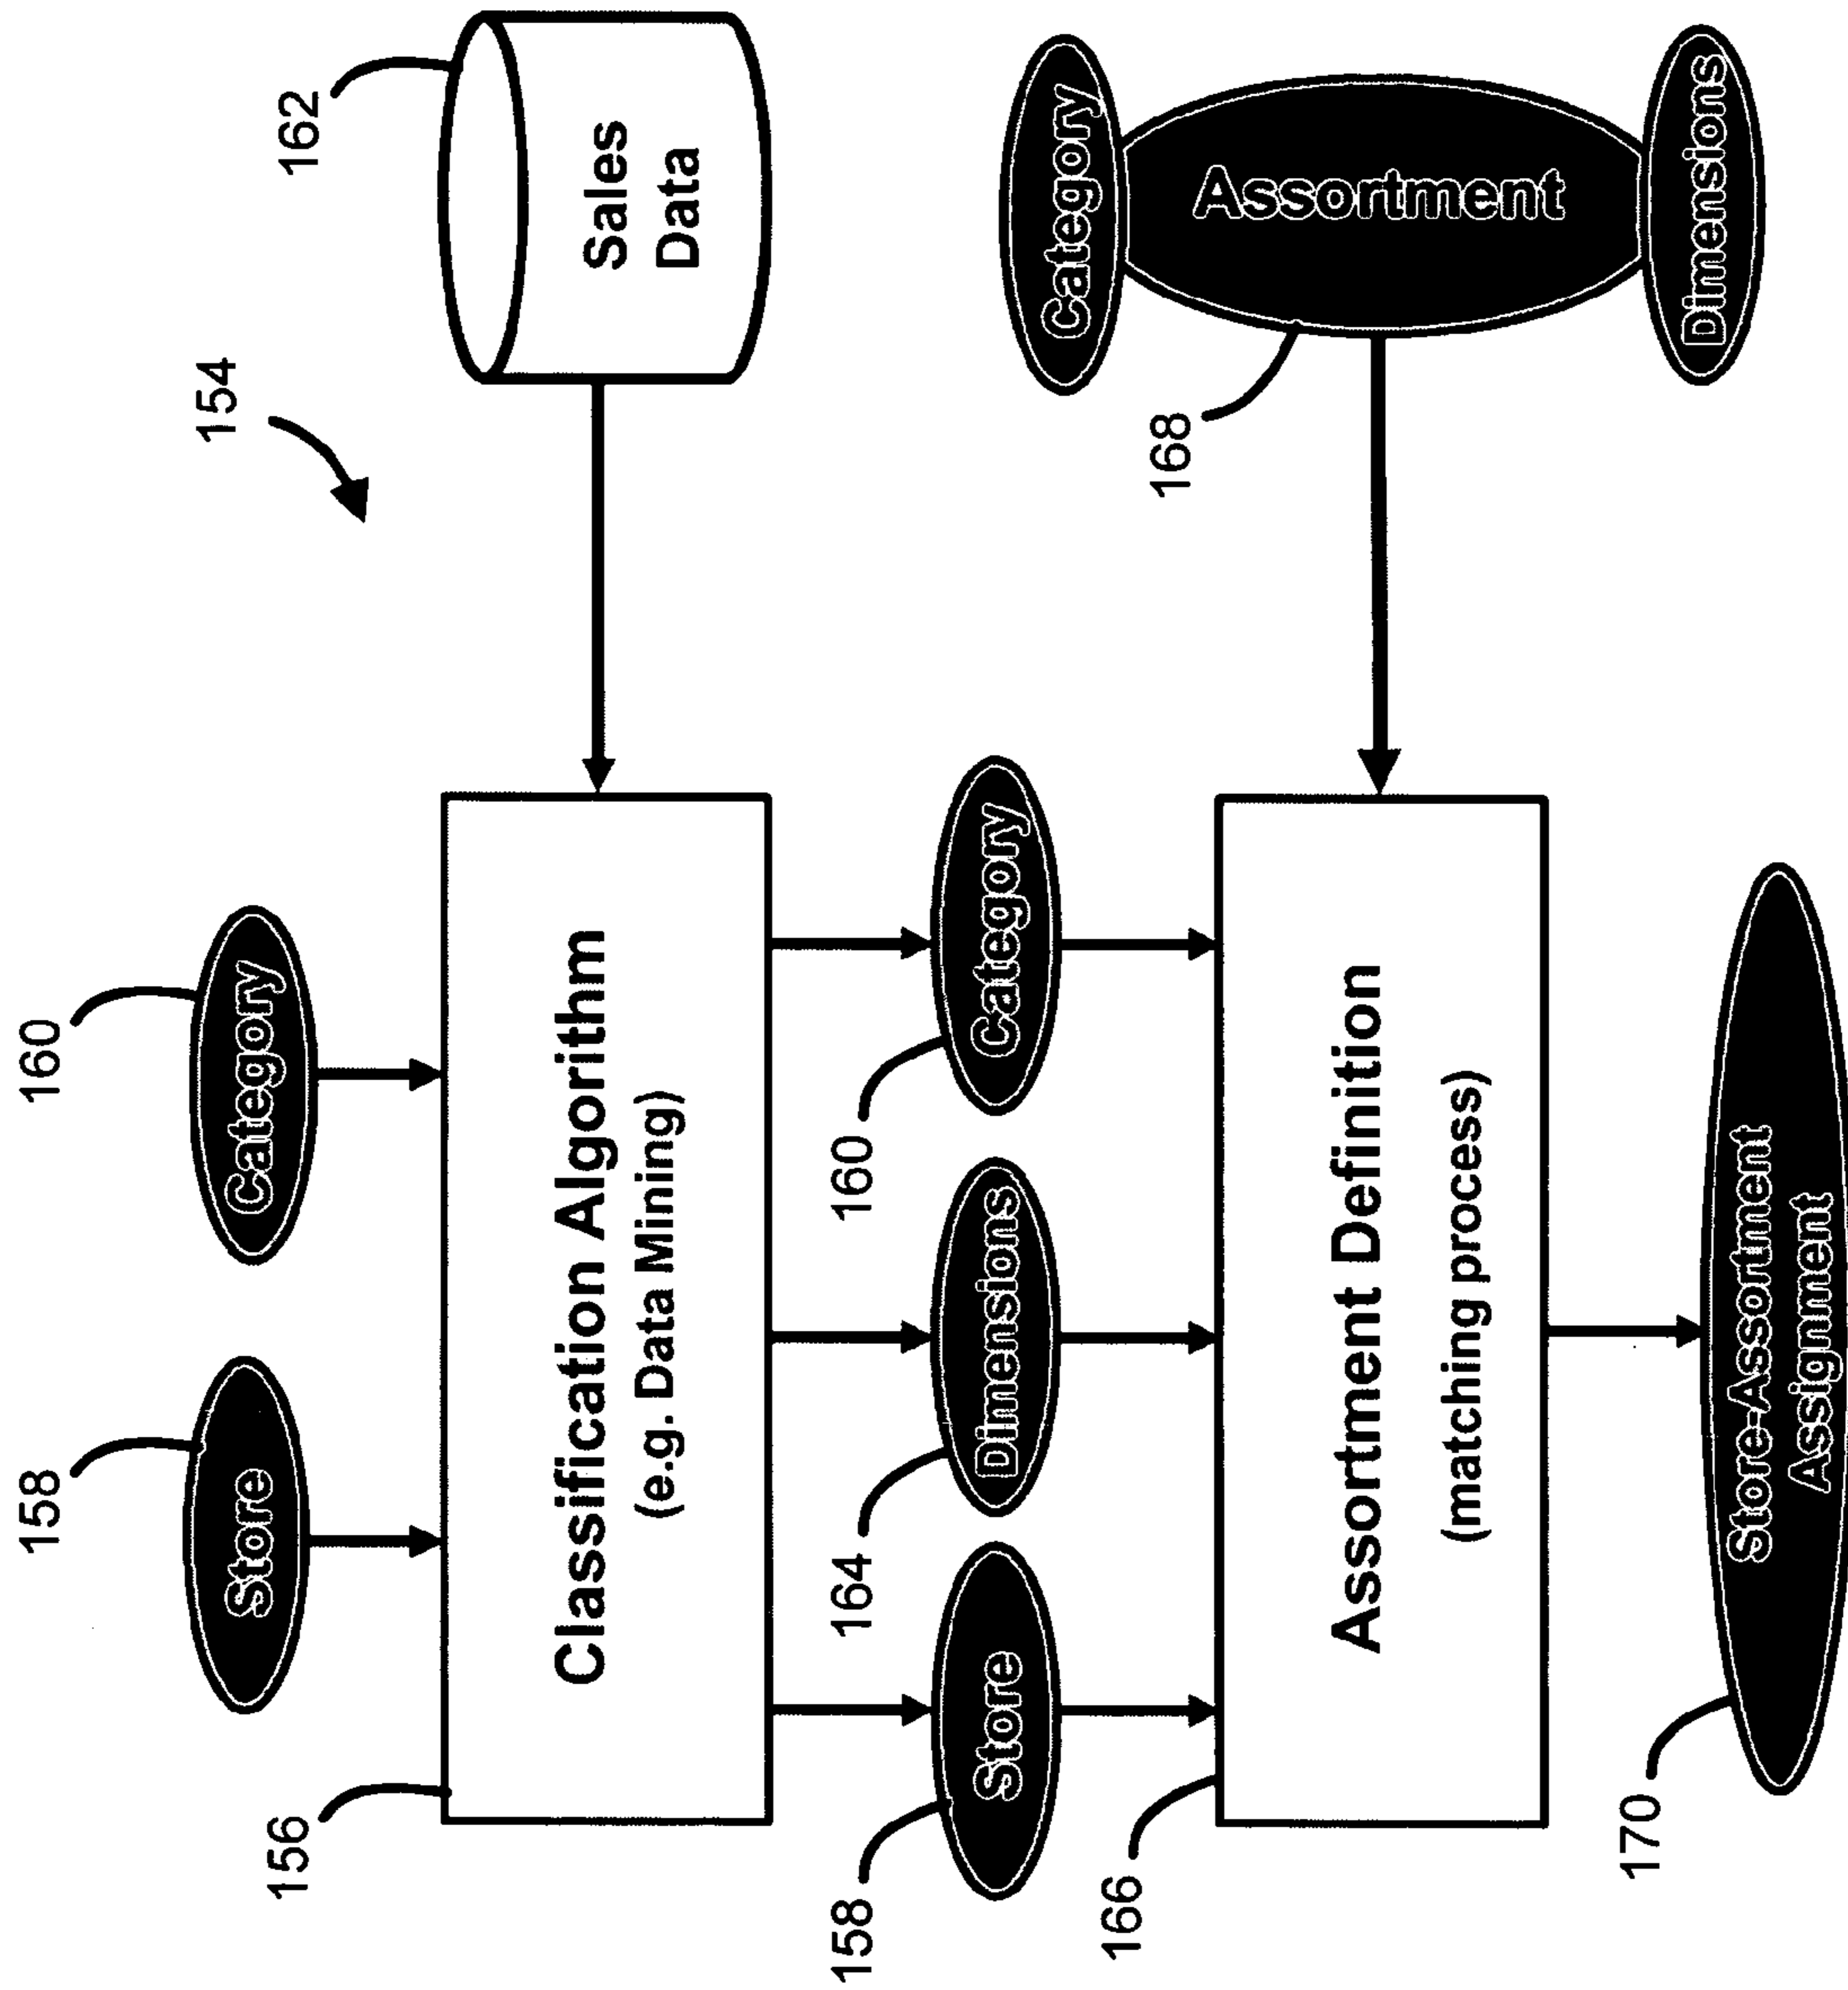 154
158
160
Store
Category
162
156
Classification Algorithm
(e.g. Data Mining)
Sales
Data
158
164
160
Store
Dimensions
Category
168
Category
Assortment
Dimensions
166
Assortment Definition
(matching process)
170
Store-Assortment
Assignment